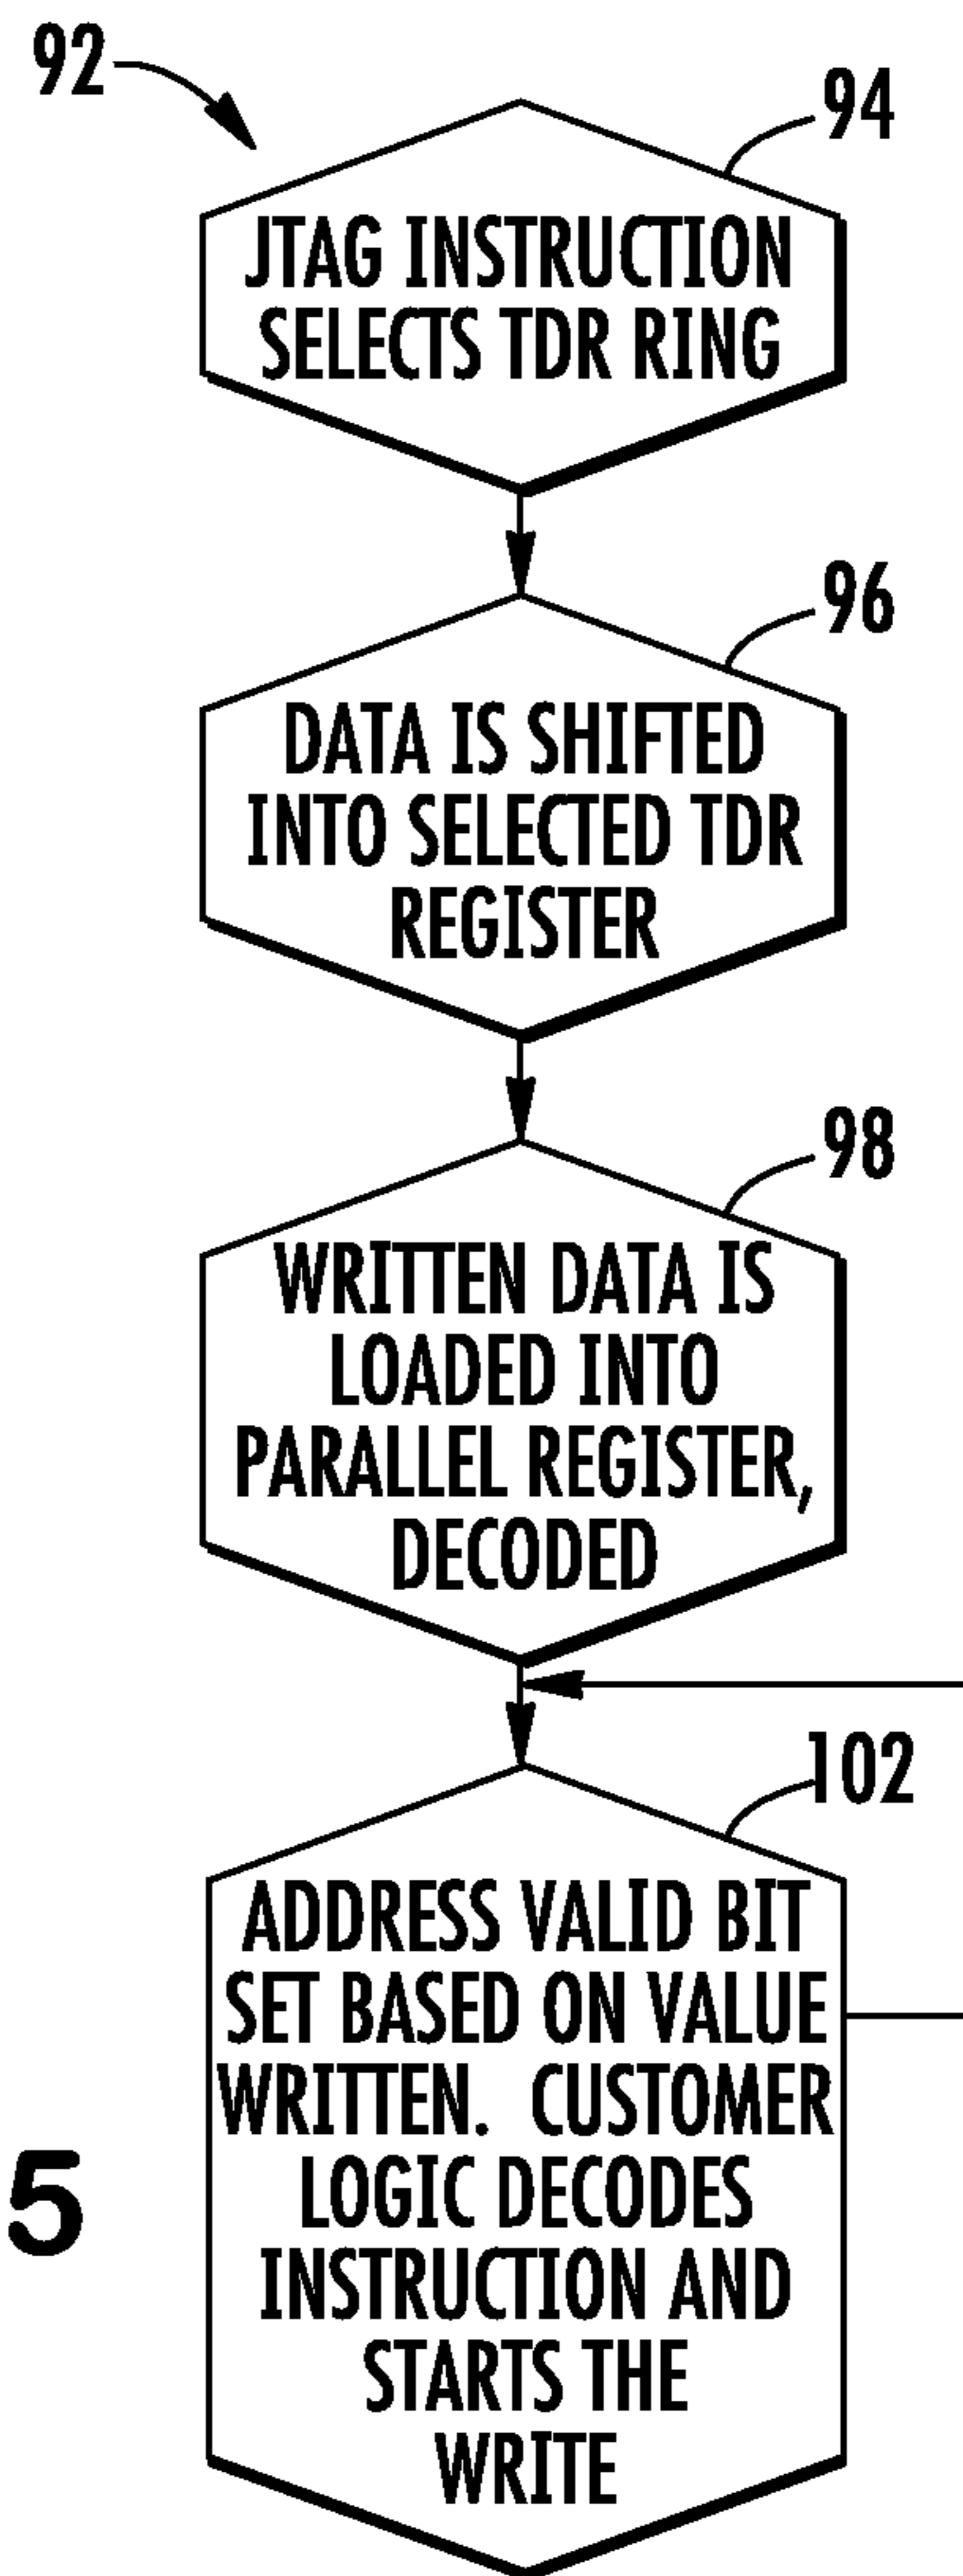 92
94
JTAG INSTRUCTION
SELECTS TDR RING
96
DATA IS SHIFTED
INTO SELECTED TDR
REGISTER
98
WRITTEN DATA IS
LOADED INTO
PARALLEL REGISTER,
DECODED
102
ADDRESS VALID BIT
SET BASED ON VALUE
WRITTEN. CUSTOMER
LOGIC DECODES
INSTRUCTION AND
STARTS THE
WRITE
5